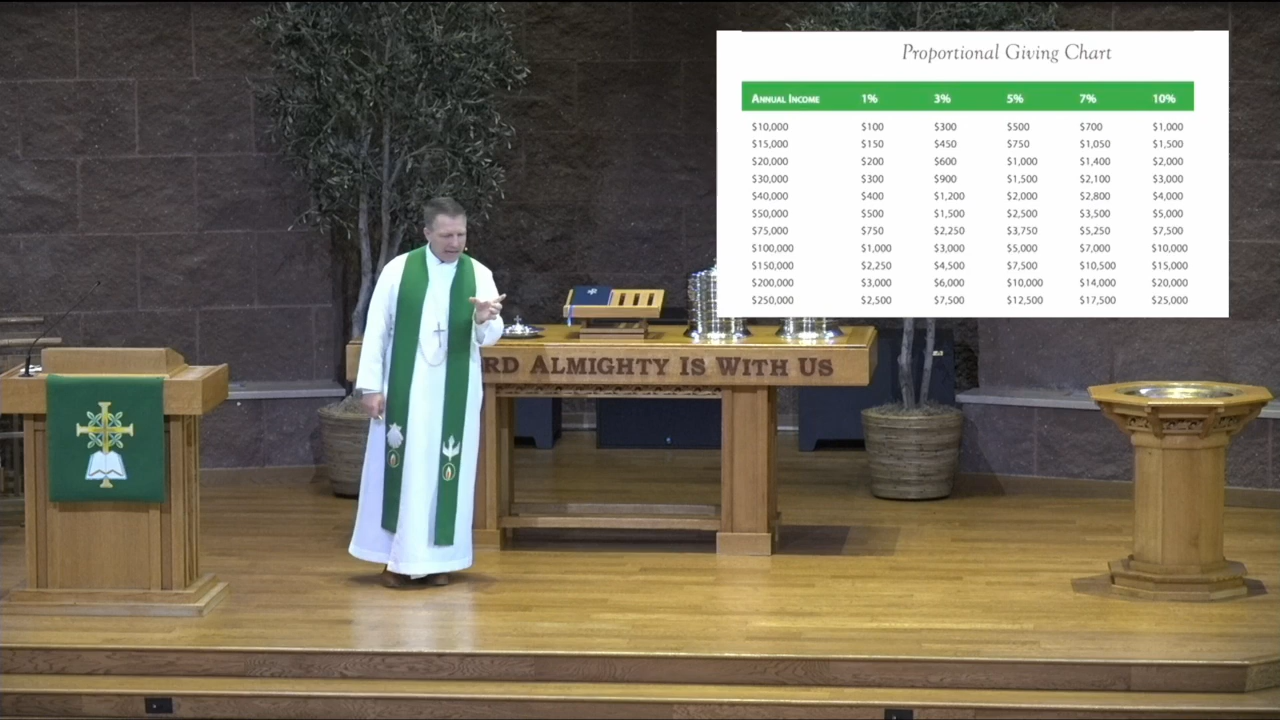 Proportional Giving Chart
ANNUAL INCOME 1% 3% 5% 7% 10%
$10,000 $100 $300 $500 $700 $1,000
$15,000 $150 $450 $750 $1,050 $1,500
$20,000 $200 $600 $1,000 $1,400 $2,000
$30,000 $300 $900 $1,500 $2,100 $3,000
$40,000 $400 $1,200 $2,000 $2,800 $4,000
$50,000 $500 $1,500 $2,500 $3,500 $5,000
$75,000 $750 $2,250 $3,750 $5,250 $7,500
$100,000 $1,000 $3,000 $5,000 $7,000 $10,000
$150,000 $2,250 $4,500 $7,500 $10,500 $15,000
$200,000 $3,000 $6,000 $10,000 $14,000 $20,000
$250,000 $2,500 $7,500 $12,500 $17,500 $25,000
RD ALMIGHTY IS WITH US